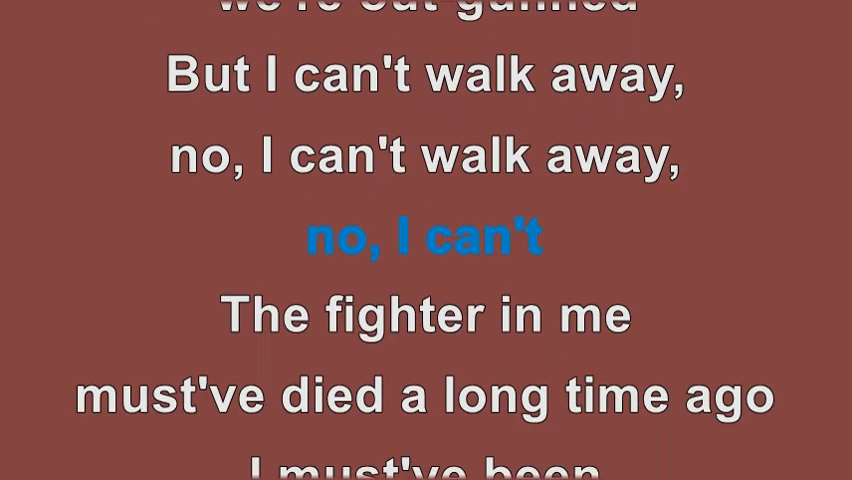 we're out-gunned
But I can't walk away,
no, I can't walk away,
no, I can't
The fighter in me
must've died a long time ago
I must've been